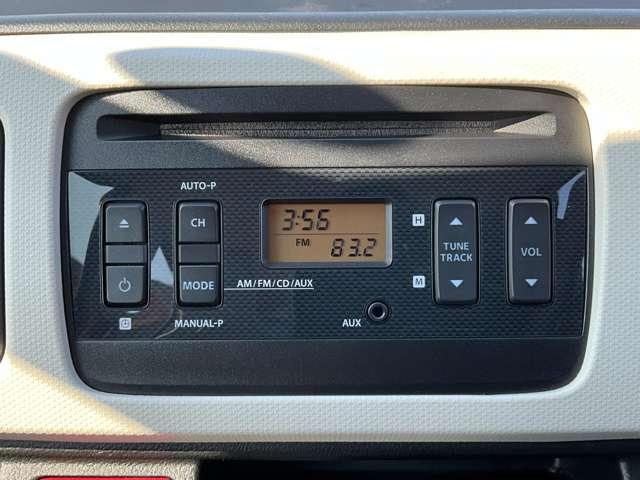 AUTO-P
CH
3:56
FM 83.2
H
TUNE
TRACK
VOL
MODE
AM/FM/CD/AUX
M
MANUAL-P
AUX